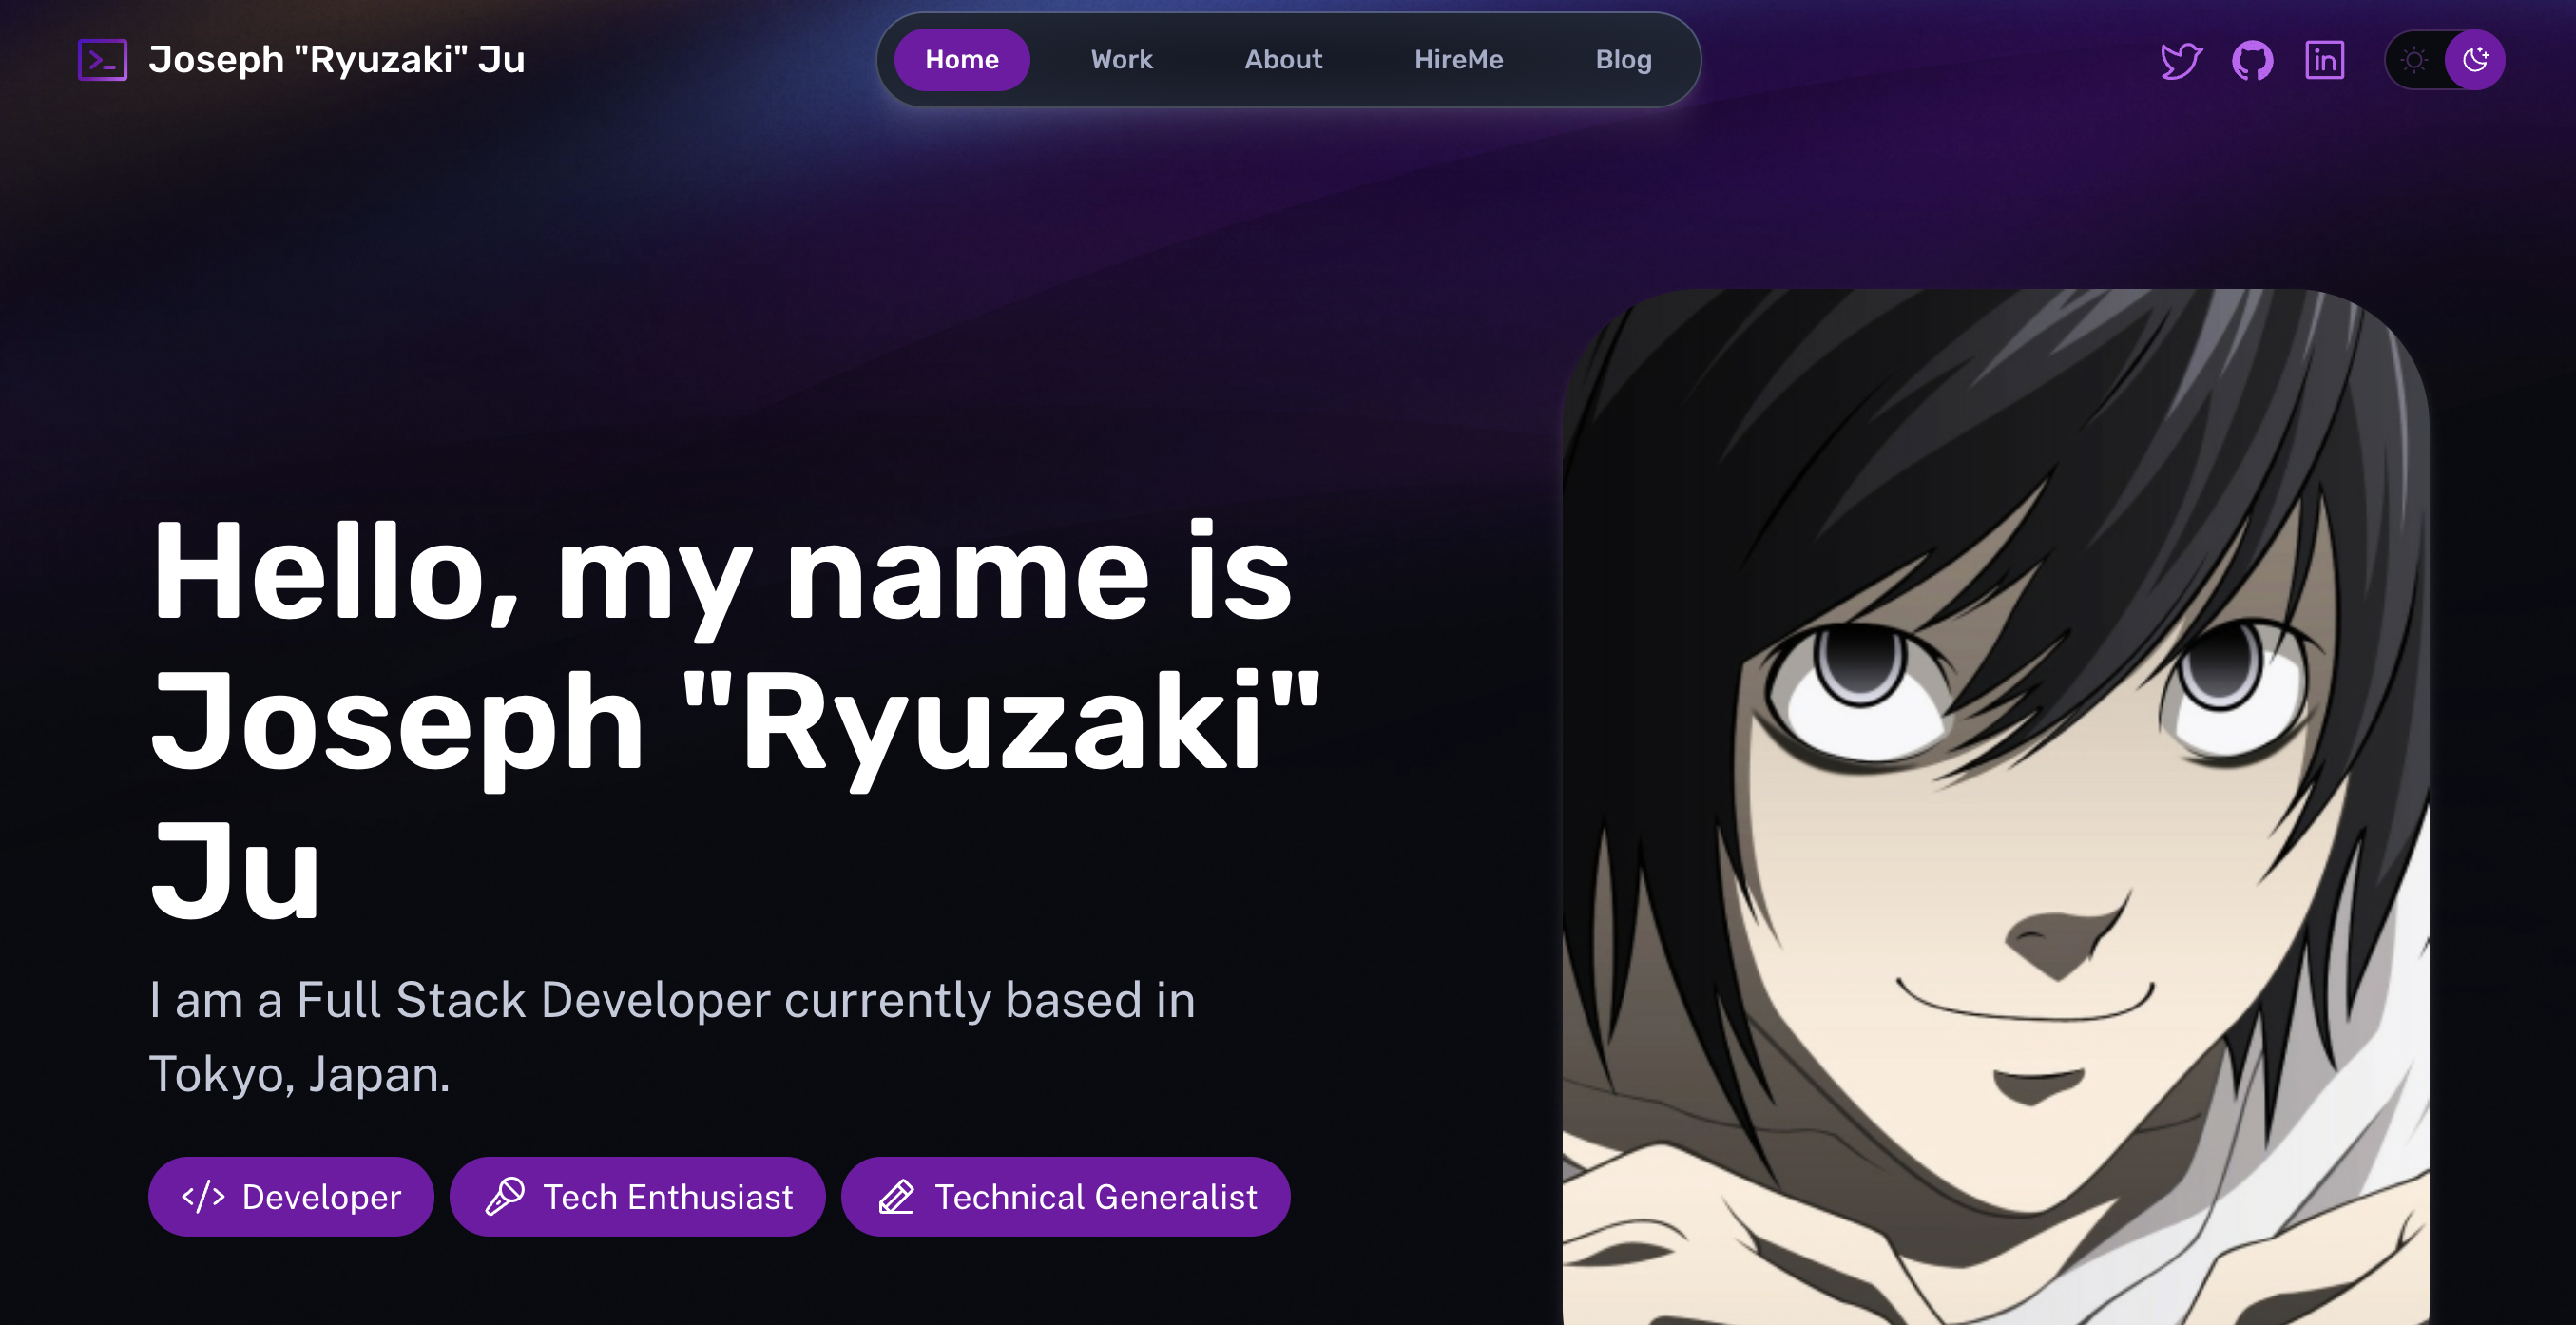 Joseph "Ryuzaki" Ju
Home
Work
About
HireMe
Blog
in
Hello, my name is
Joseph "Ryuzaki"
Ju
I am a Full Stack Developer currently based in
Tokyo, Japan.
Developer
Tech Enthusiast
Technical Generalist